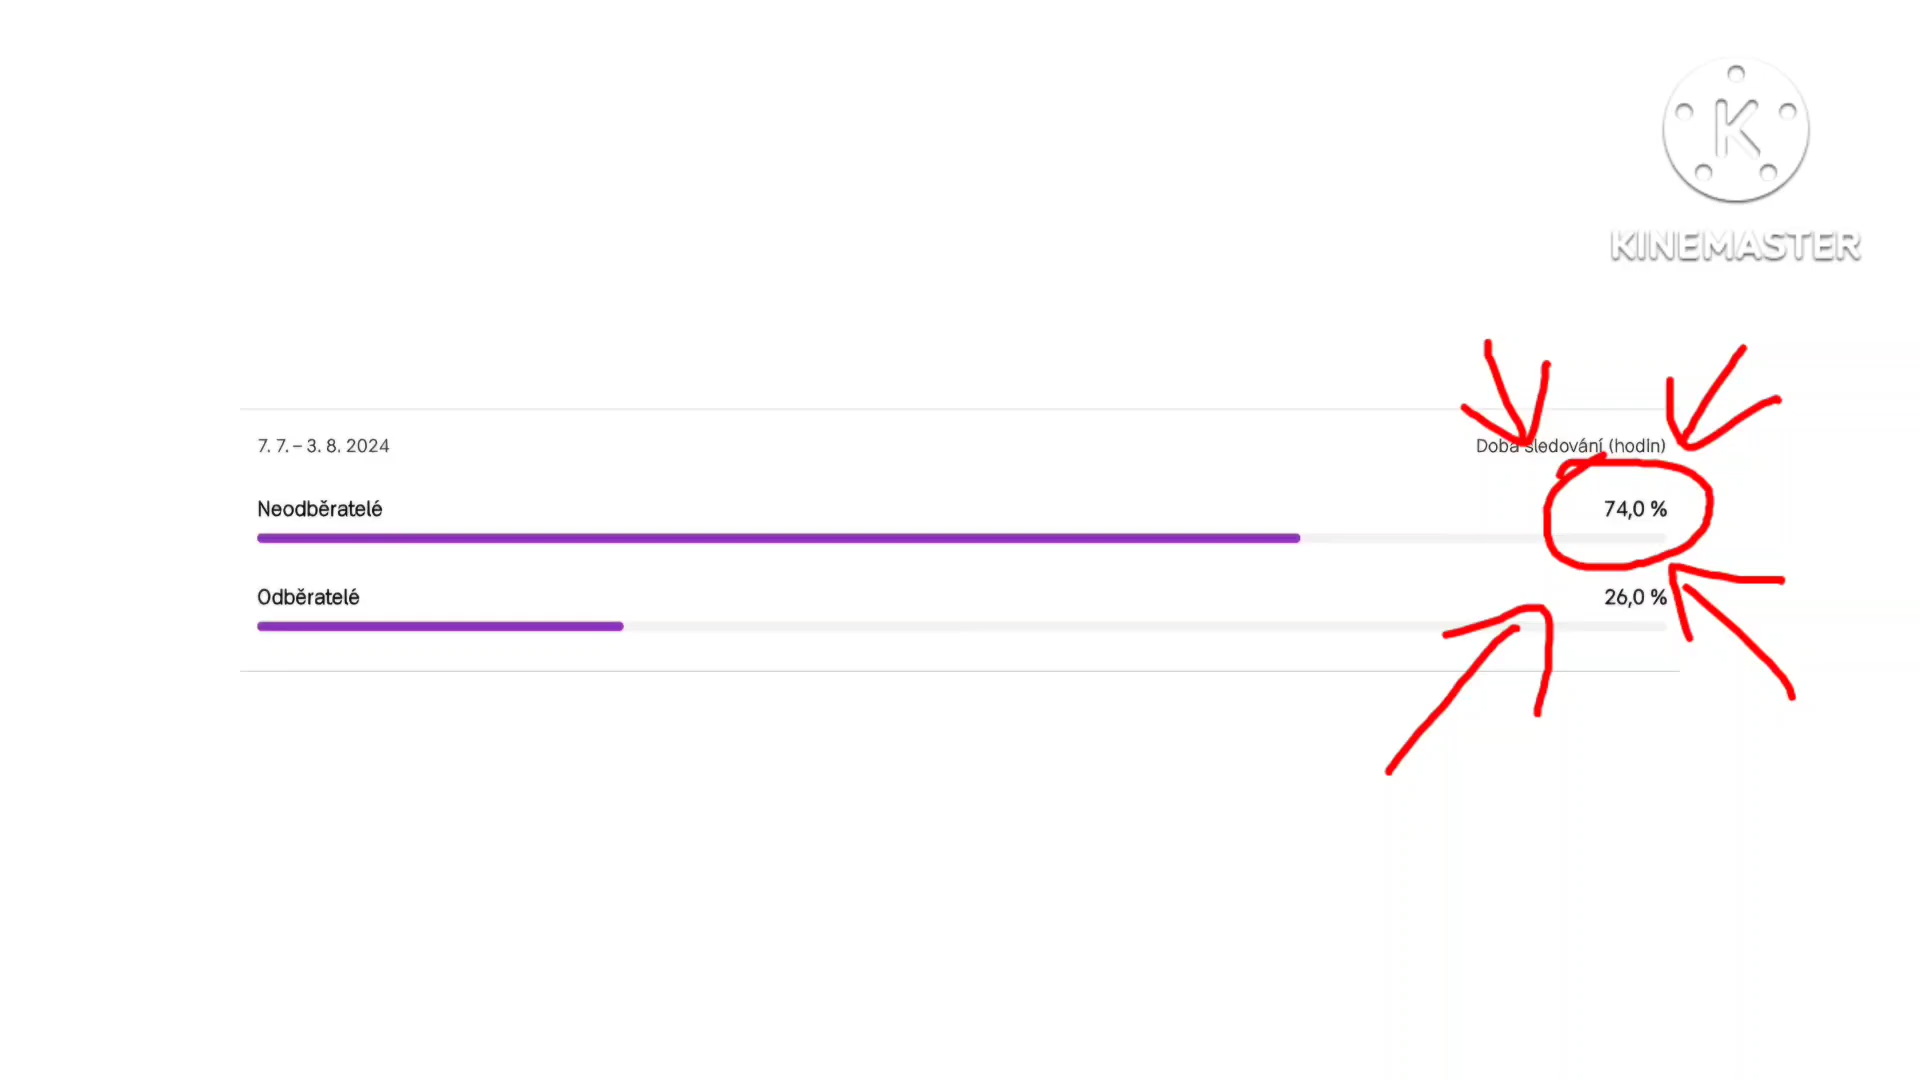 K
KINEMASTER
7. 7. – 3. 8. 2024
Doba sledování (hodin)
Neodběratelé
74,0 %
Odběratelé
26,0 %